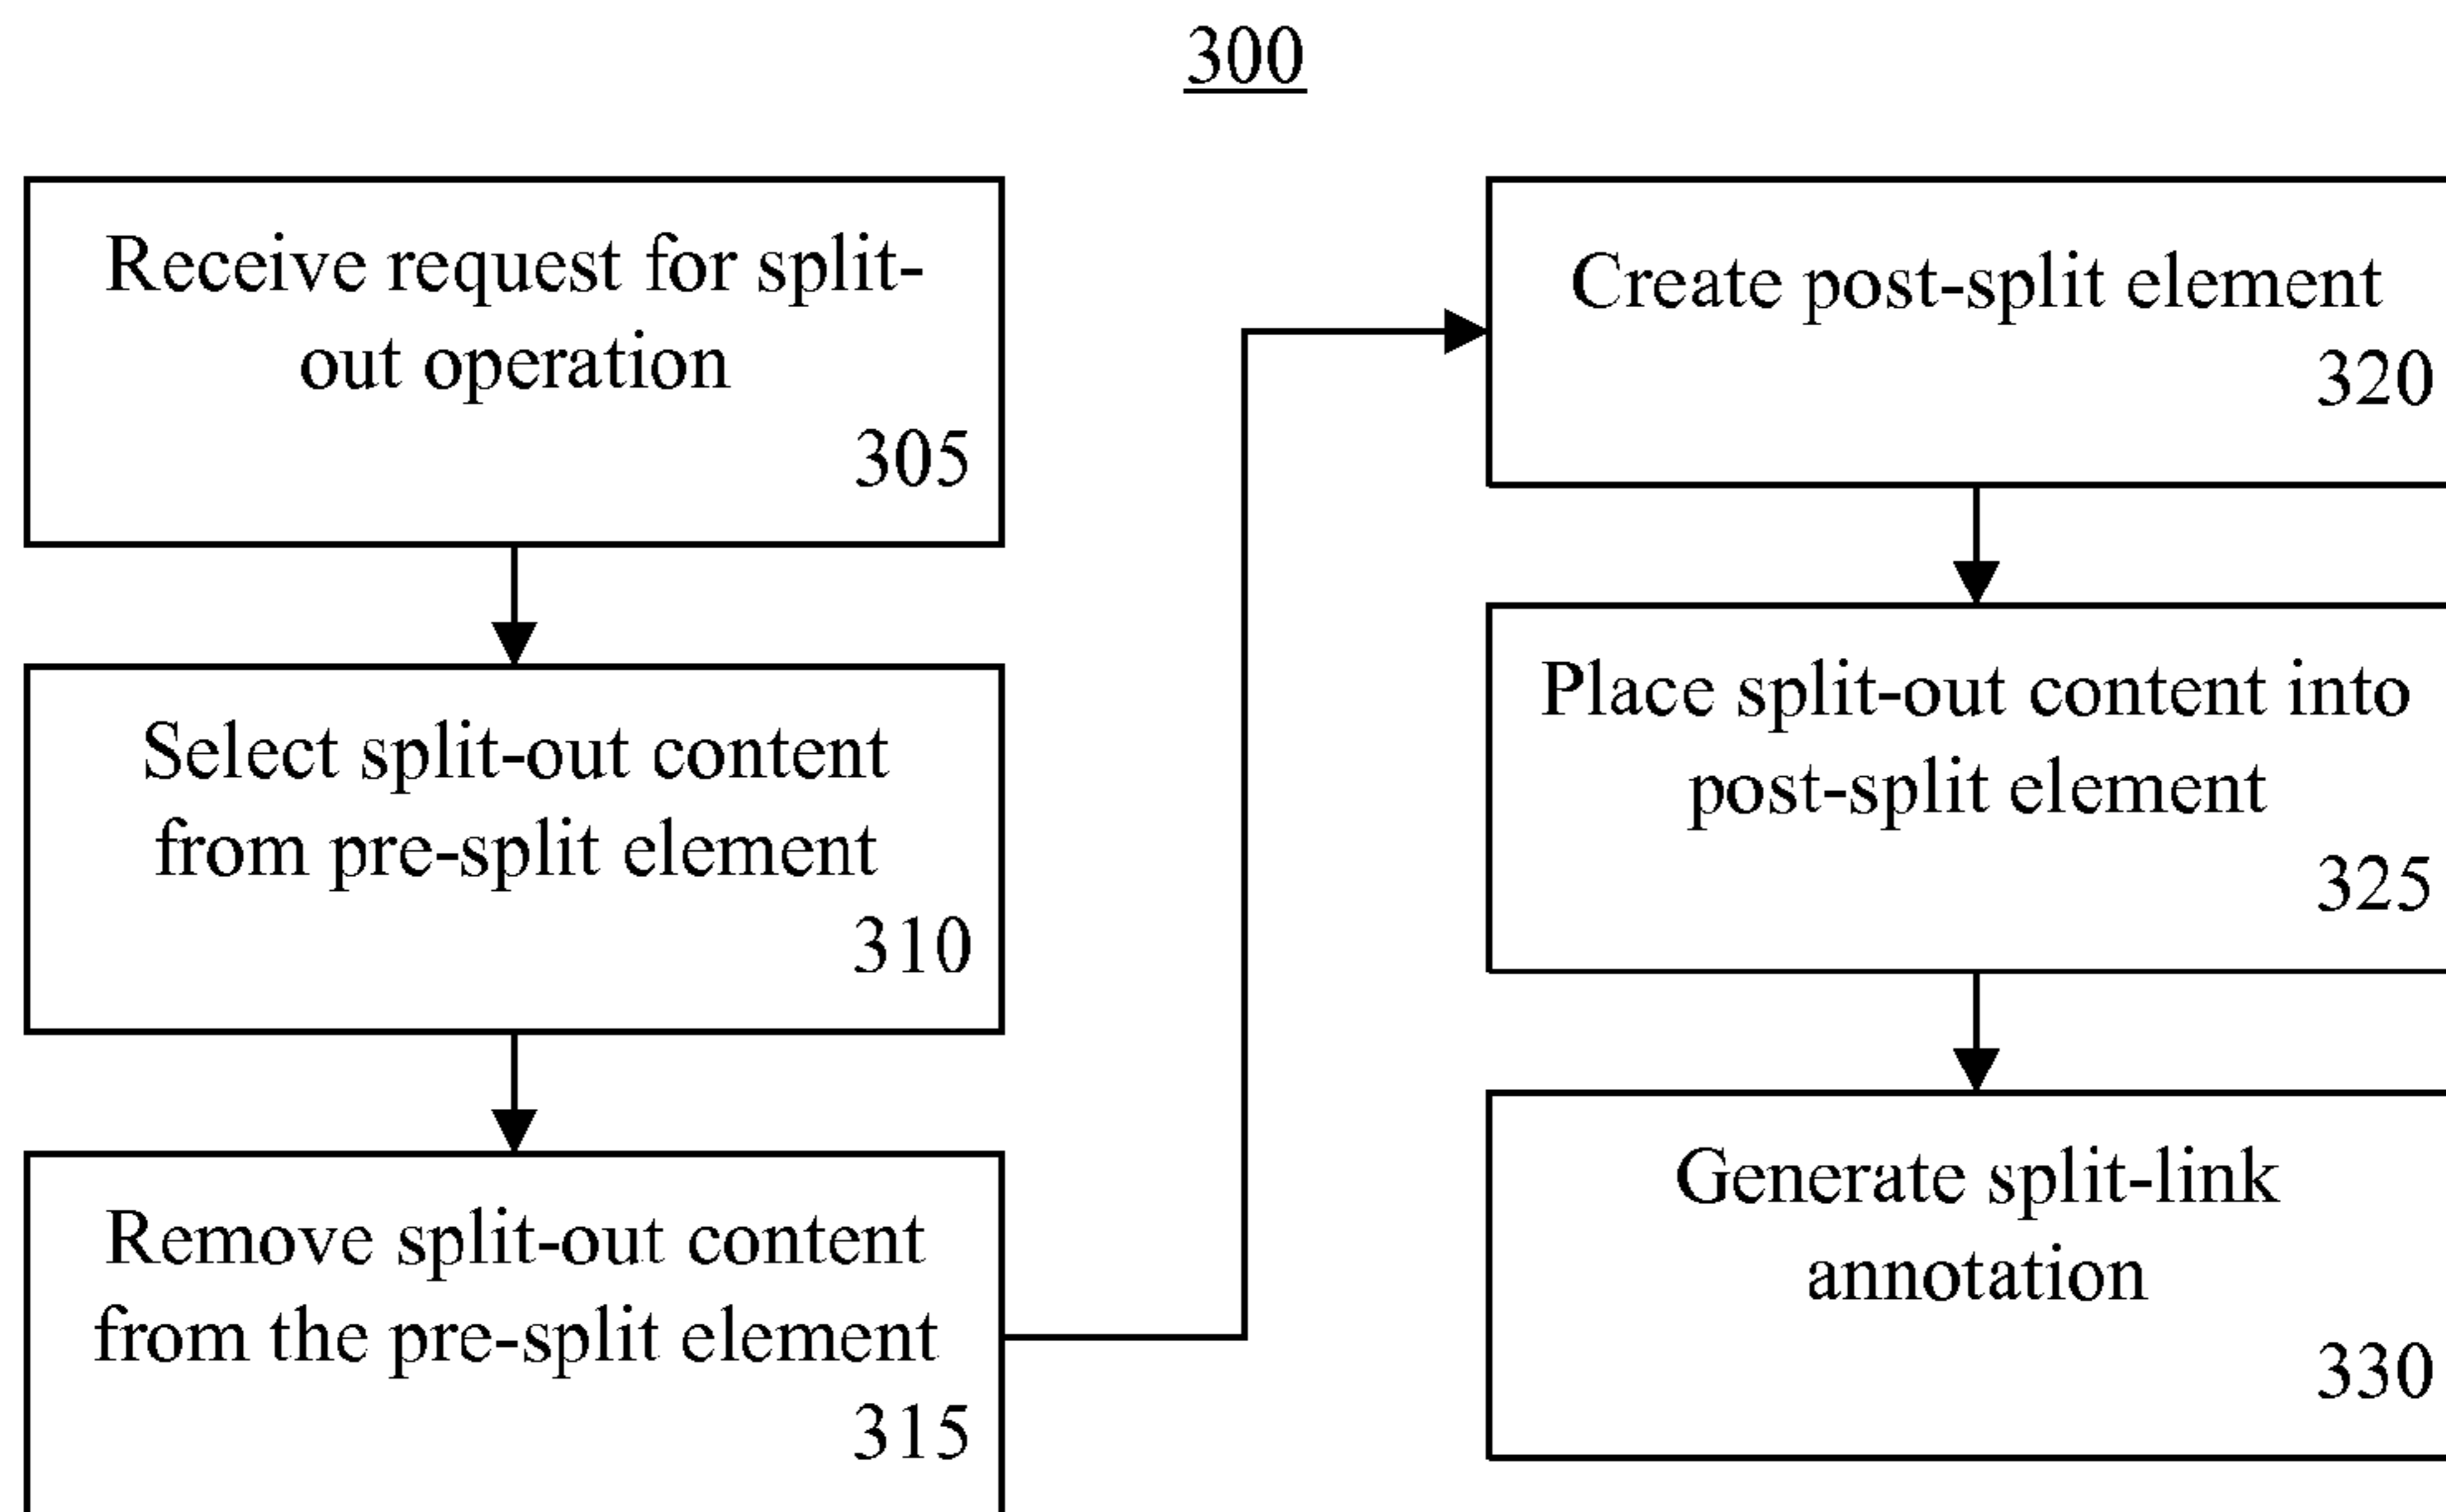 300
Receive request for split-
out operation
305
Select split-out content
from pre-split element
310
Remove split-out content
from the pre-split element
315
Create post-split element
320
Place split-out content into
post-split element
325
Generate split-link
annotation
330